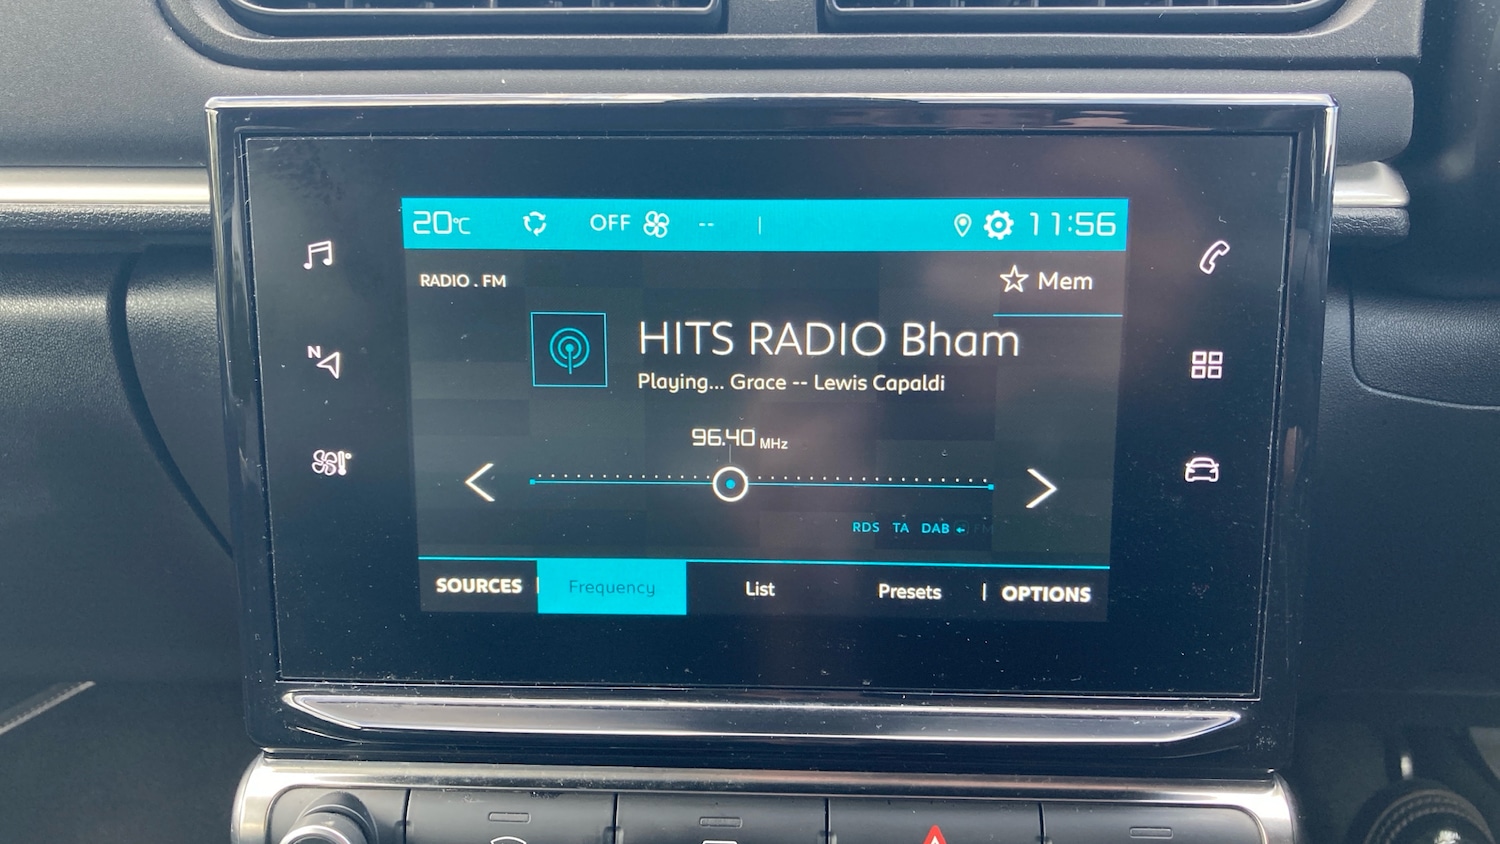 20°C OFF -- 11:56
RADIO . FM
Mem
HITS RADIO Bham
Playing... Grace -- Lewis Capaldi
N
96.40 MHz
RDS TA DAB FM
SOURCES Frequency List Presets OPTIONS